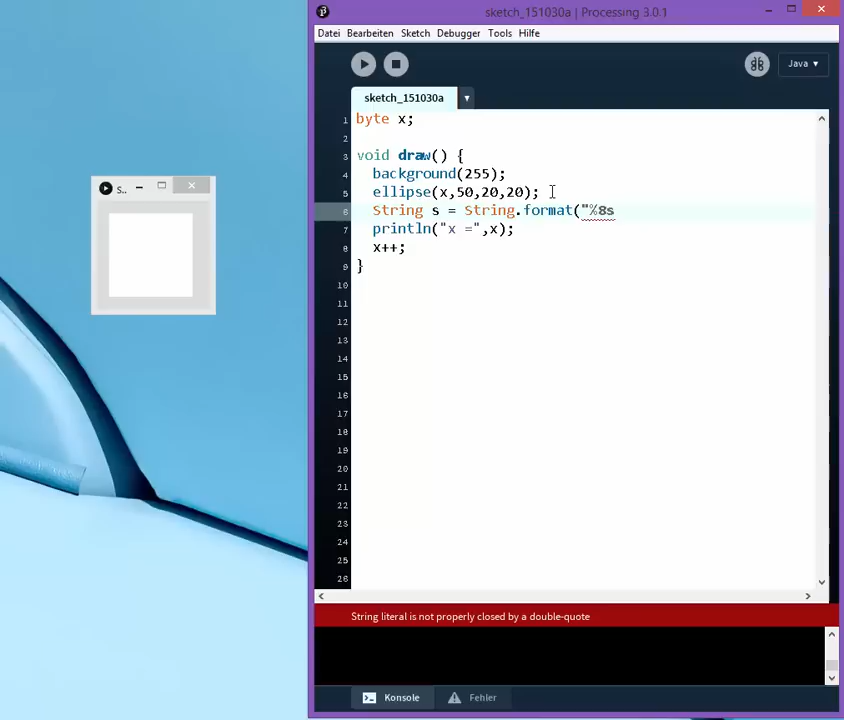 sketch_151030a | Processing 3.0.1
Datei Bearbeiten Sketch Debugger Tools Hilfe
Java ▾
sketch_151030a ▾
s..
1 byte x;
2
3 void draw() {
4 background(255);
5 ellipse(x,50,20,20);
6 String s = String.format("%8s
7 println("x =",x);
8 x++;
9 }
10
11
12
13
14
15
16
17
18
19
20
21
22
23
24
25
26
String literal is not properly closed by a double-quote
Konsole Fehler